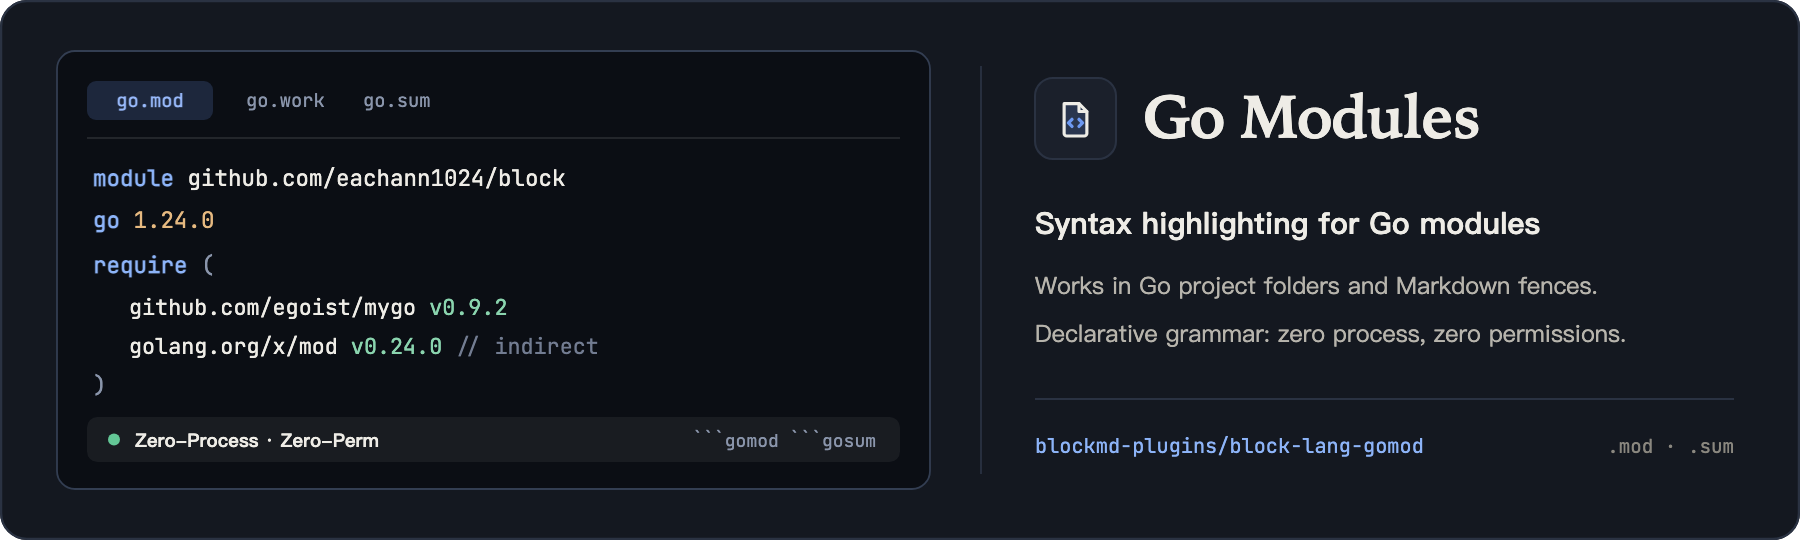 go.mod go.work go.sum
module github.com/eachann1024/block
go 1.24.0
require (
github.com/egoist/mygo v0.9.2
golang.org/x/mod v0.24.0 // indirect
)
Zero-Process · Zero-Perm ```gomod ```gosum
Go Modules
Syntax highlighting for Go modules
Works in Go project folders and Markdown fences.
Declarative grammar: zero process, zero permissions.
blockmd-plugins/block-lang-gomod .mod · .sum